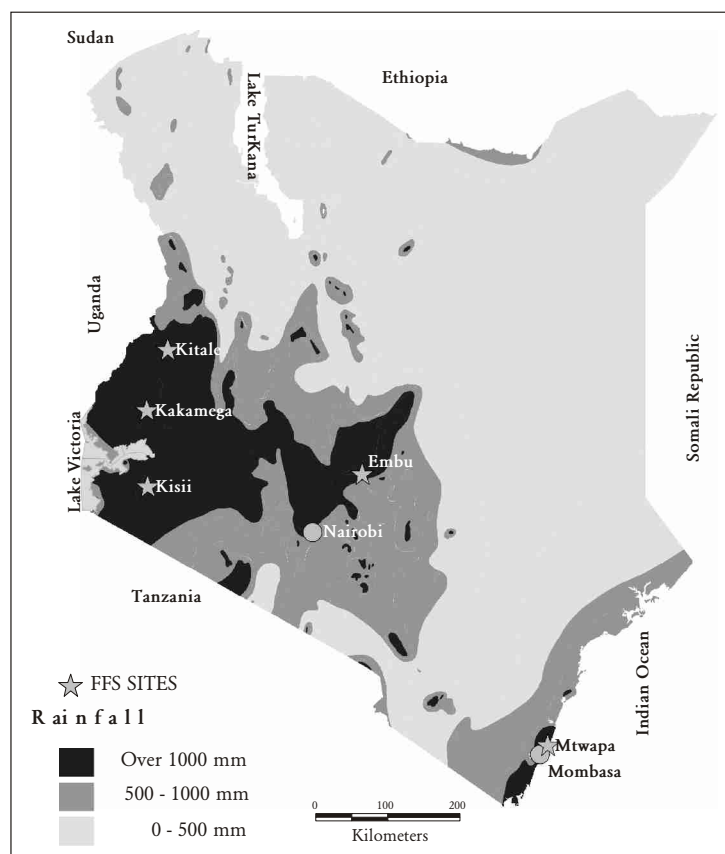 Sudan
Ethiopia
Lake TurKana
Uganda
Kitale
Kakamega
Lake Victoria
Kisii
Embu
Nairobi
Somali Republic
Tanzania
Indian Ocean
FFS SITES
Rainfall
Over 1000 mm
500 - 1000 mm
0 - 500 mm
Mtwapa
Mombasa
0 100 200
Kilometers